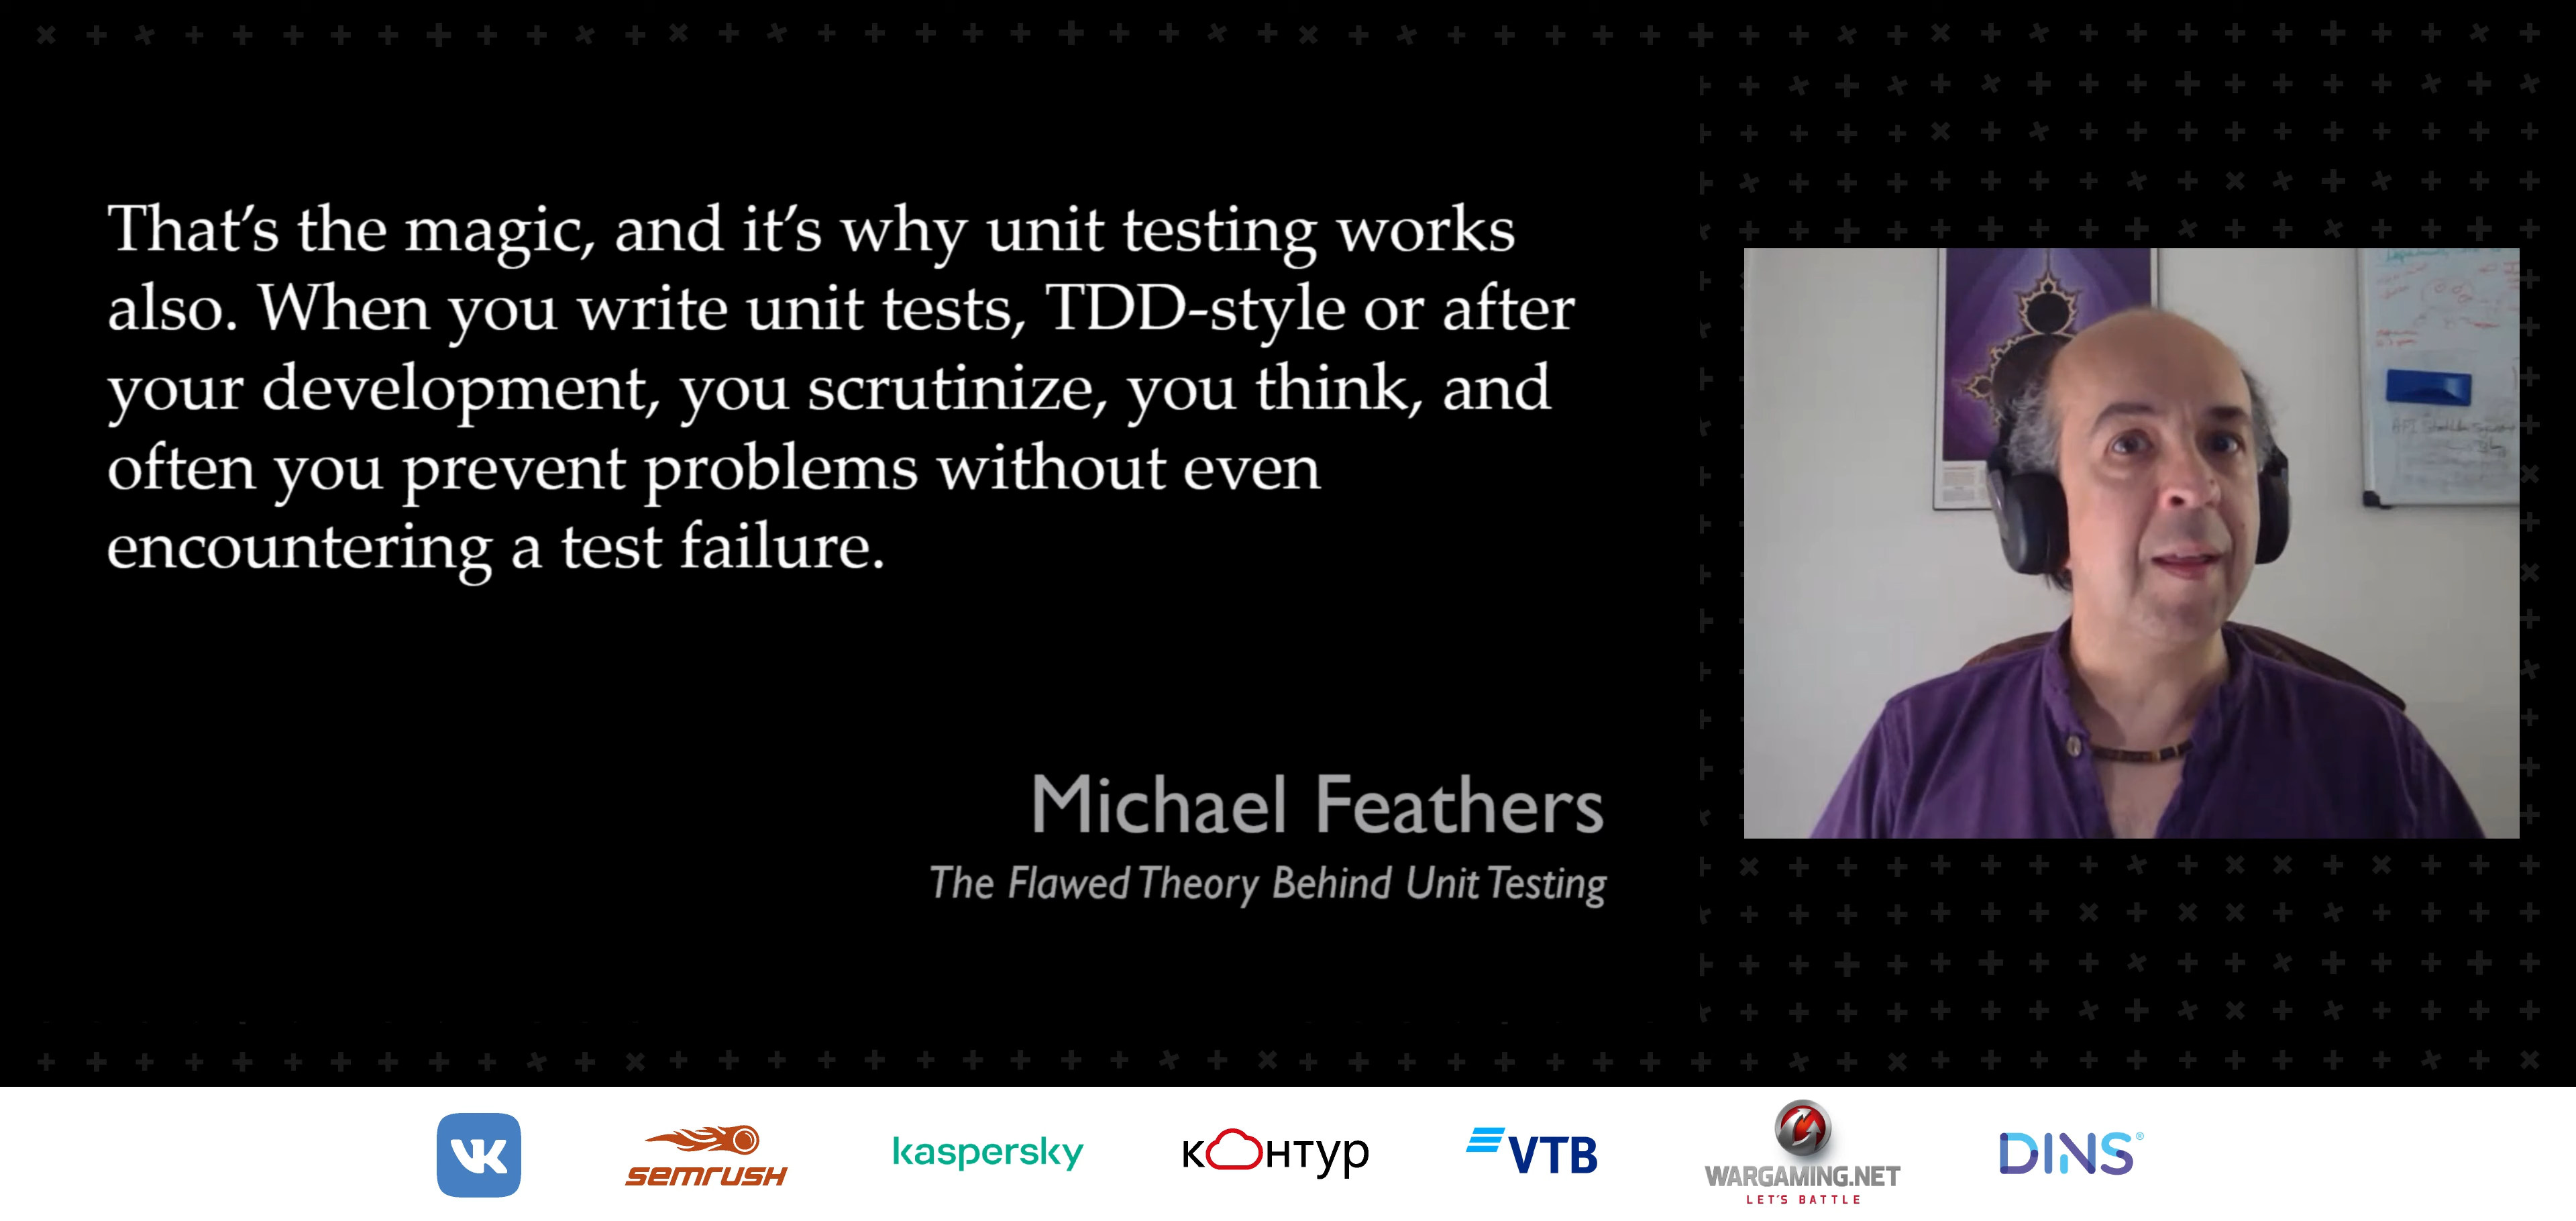 That's the magic, and it's why unit testing works
also. When you write unit tests, TDD-style or after
your development, you scrutinize, you think, and
often you prevent problems without even
encountering a test failure.
Michael Feathers
The Flawed Theory Behind Unit Testing
VK
SEMRUSH
kaspersky
контур
VTB
WARGAMING.NET
LET'S BATTLE
DINS®